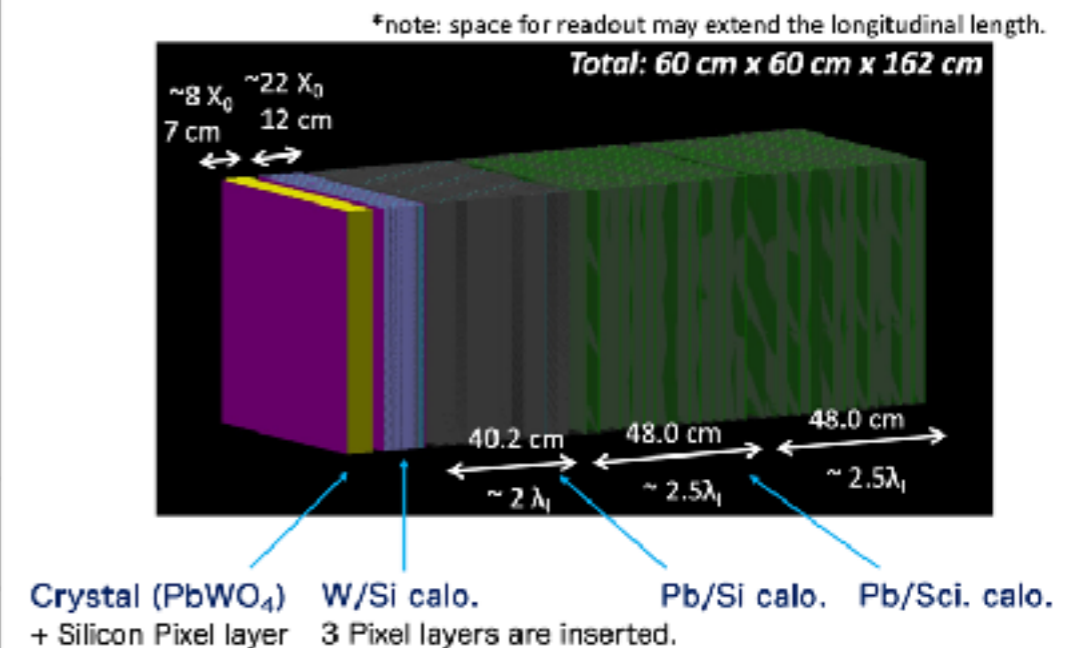 *note: space for readout may extend the longitudinal length.
Total: 60 cm x 60 cm x 162 cm
~8 X₀ ~22 X₀
7 cm 12 cm
40.2 cm 48.0 cm 48.0 cm
~ 2 λI ~ 2.5λI ~ 2.5λI
Crystal (PbWO₄) W/Si calo. Pb/Si calo. Pb/Sci. calo.
+ Silicon Pixel layer 3 Pixel layers are inserted.